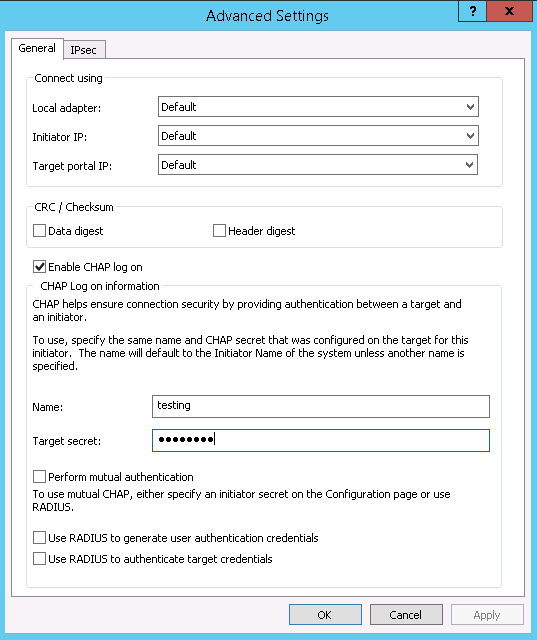 Advanced Settings
?
x
General
IPsec
Connect using
Local adapter:
Default
Initiator IP:
Default
Target portal IP:
Default
CRC / Checksum
Data digest
Header digest
Enable CHAP log on
CHAP Log on information
CHAP helps ensure connection security by providing authentication between a target and
an initiator.
To use, specify the same name and CHAP secret that was configured on the target for this
initiator. The name will default to the Initiator Name of the system unless another name is
specified.
Name:
testing
Target secret:
●●●●●●●●
Perform mutual authentication
To use mutual CHAP, either specify an initiator secret on the Configuration page or use
RADIUS.
Use RADIUS to generate user authentication credentials
Use RADIUS to authenticate target credentials
OK
Cancel
Apply